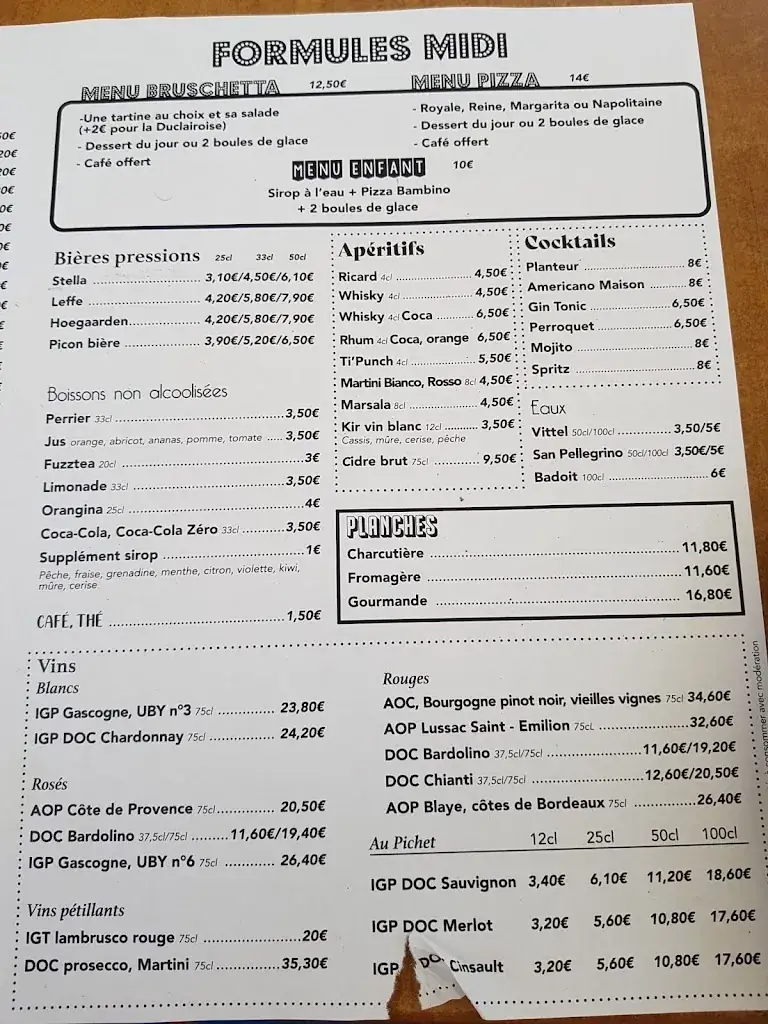 FORMULES MIDI
MENU BRUSCHETTA 12,50€
-Une tartine au choix et sa salade
(+2€ pour la Duclairoise)
- Dessert du jour ou 2 boules de glace
- Café offert
MENU PIZZA 14€
- Royale, Reine, Margarita ou Napolitaine
- Dessert du jour ou 2 boules de glace
- Café offert
MENU ENFANT 10€
Sirop à l'eau + Pizza Bambino
+ 2 boules de glace
Bières pressions 25cl 33cl 50cl
Stella 3,10€/4,50€/6,10€
Leffe 4,20€/5,80€/7,90€
Hoegaarden 4,20€/5,80€/7,90€
Picon bière 3,90€/5,20€/6,50€
Boissons non alcoolisées
Perrier 33cl 3,50€
Jus orange, abricot, ananas, pomme, tomate 3,50€
Fuzztea 20cl 3€
Limonade 33cl 3,50€
Orangina 25cl 4€
Coca-Cola, Coca-Cola Zéro 33cl 3,50€
Supplément sirop 1€
Pêche, fraise, grenadine, menthe, citron, violette, kiwi,
mûre, cerise
CAFÉ, THÉ 1,50€
Apéritifs
Ricard 4cl 4,50€
Whisky 4cl 4,50€
Whisky 4cl Coca 6,50€
Rhum 4cl Coca, orange 6,50€
Ti'Punch 4cl 5,50€
Martini Bianco, Rosso 8cl 4,50€
Marsala 8cl 4,50€
Kir vin blanc 12cl 3,50€
Cassis, mûre, cerise, pêche
Cidre brut 75cl 9,50€
Cocktails
Planteur 8€
Americano Maison 8€
Gin Tonic 6,50€
Perroquet 6,50€
Mojito 8€
Spritz 8€
Eaux
Vittel 50cl/100cl 3,50/5€
San Pellegrino 50cl/100cl 3,50€/5€
Badoit 100cl 6€
PLANCHES
Charcutière 11,80€
Fromagère 11,60€
Gourmande 16,80€
Vins
Blancs
IGP Gascogne, UBY n°3 75cl 23,80€
IGP DOC Chardonnay 75cl 24,20€
Rosés
AOP Côte de Provence 75cl 20,50€
DOC Bardolino 37,5cl/75cl 11,60€/19,40€
IGP Gascogne, UBY n°6 75cl 26,40€
Vins pétillants
IGT lambrusco rouge 75cl 20€
DOC prosecco, Martini 75cl 35,30€
Rouges
AOC, Bourgogne pinot noir, vieilles vignes 75cl 34,60€
AOP Lussac Saint - Emilion 75cL 32,60€
DOC Bardolino 37,5cl/75cl 11,60€/19,20€
DOC Chianti 37,5cl/75cl 12,60€/20,50€
AOP Blaye, côtes de Bordeaux 75cl 26,40€
Au Pichet 12cl 25cl 50cl 100cl
IGP DOC Sauvignon 3,40€ 6,10€ 11,20€ 18,60€
IGP DOC Merlot 3,20€ 5,60€ 10,80€ 17,60€
IGP DO Cinsault 3,20€ 5,60€ 10,80€ 17,60€
consommer avec modération